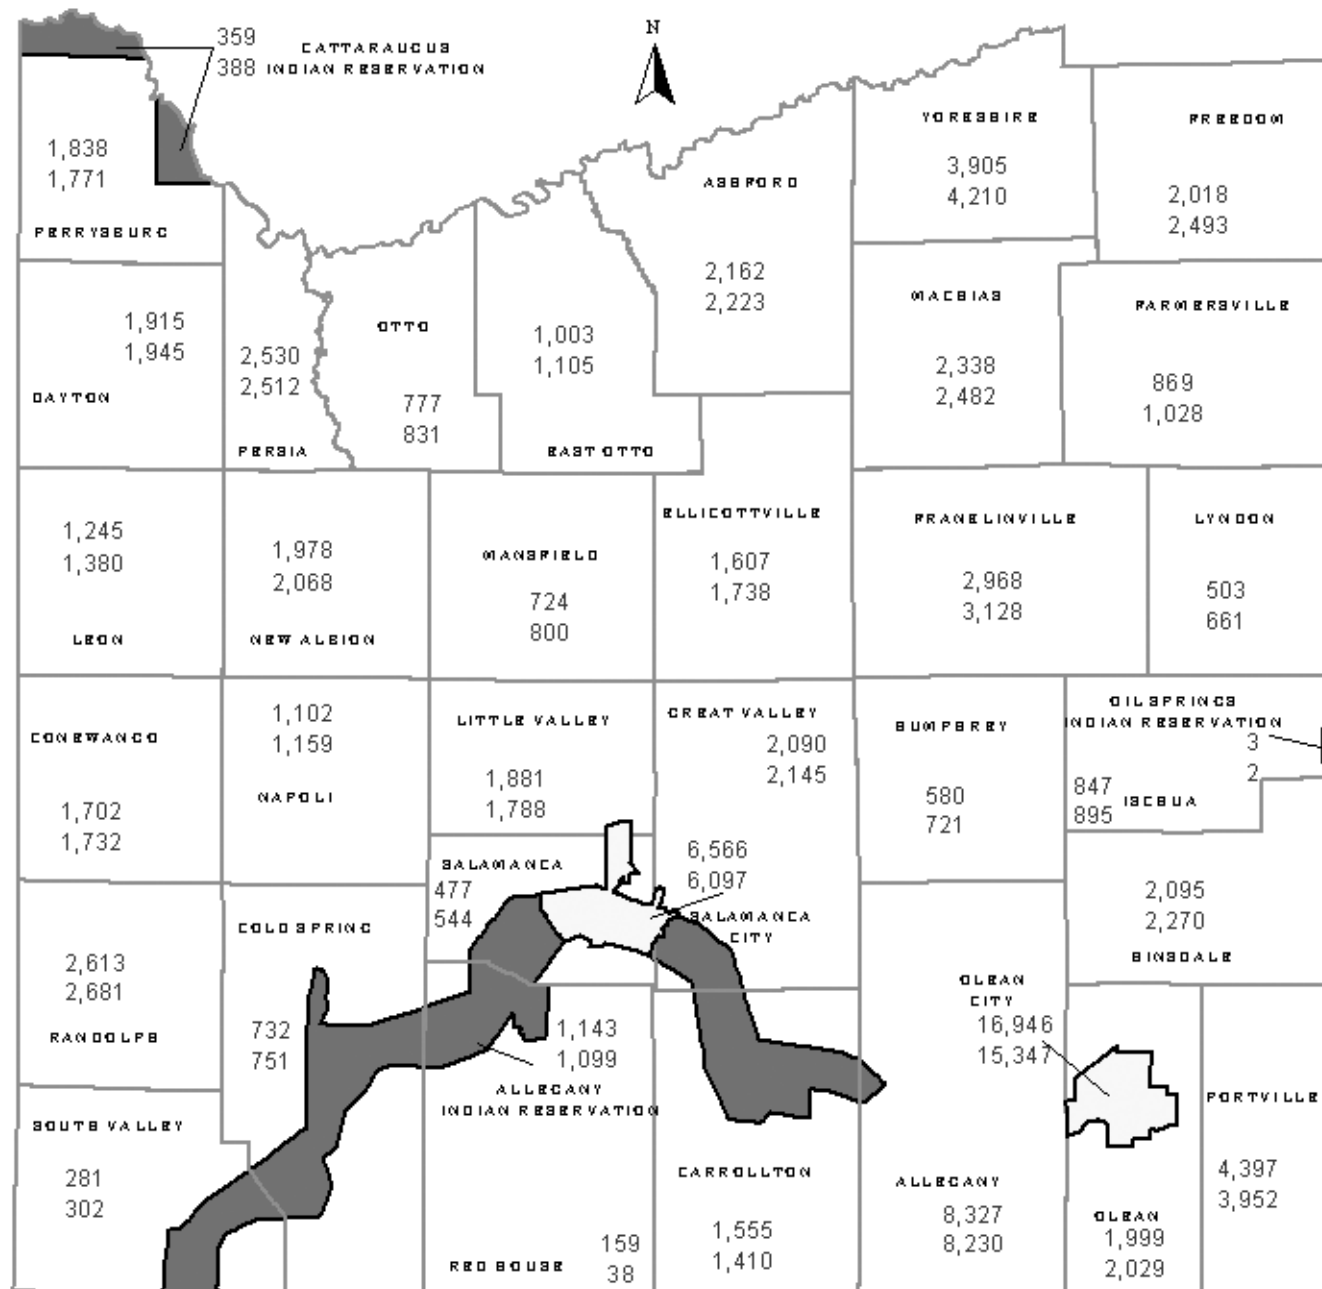 N
359
CATTARAUGUS
388 INDIAN RESERVATION
YORKSHIRE
3,905
4,210
FREEDOM
2,018
2,493
1,838
1,771
PERRYSBURG
ASHFORD
2,162
2,223
MACHIAS
2,338
2,482
FARMERSVILLE
869
1,028
1,915
1,945
DAYTON
2,530
2,512
PERSIA
OTTO
777
831
1,003
1,105
EAST OTTO
1,245
1,380
LEON
1,978
2,068
NEW ALBION
MANSFIELD
724
800
ELLICOTTVILLE
1,607
1,738
FRANKLINVILLE
2,968
3,128
LYNDON
503
661
CONEWANGO
1,702
1,732
1,102
1,159
NAPOLI
LITTLE VALLEY
1,881
1,788
GREAT VALLEY
2,090
2,145
HUMPHREY
580
721
OIL SPRINGS
INDIAN RESERVATION
3
2
847
895
ISCHUA
SALAMANCA
477
544
6,566
6,097
SALAMANCA
CITY
2,095
2,270
HINSDALE
2,613
2,681
RANDOLPH
COLD SPRING
732
751
1,143
1,099
ALLEGANY
INDIAN RESERVATION
OLEAN
CITY
16,946
15,347
PORTVILLE
4,397
3,952
SOUTH VALLEY
281
302
RED HOUSE
159
38
CARROLLTON
1,555
1,410
ALLEGANY
8,327
8,230
OLEAN
1,999
2,029